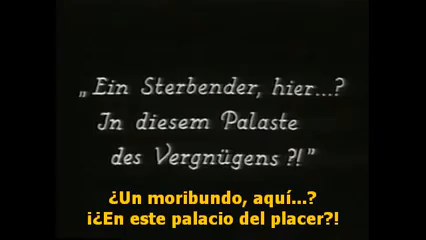 „Ein Sterbender, hier...?
In diesem Palaste
des Vergnügens?!"
¿Un moribundo, aquí...?
¡¿En este palacio del placer?!